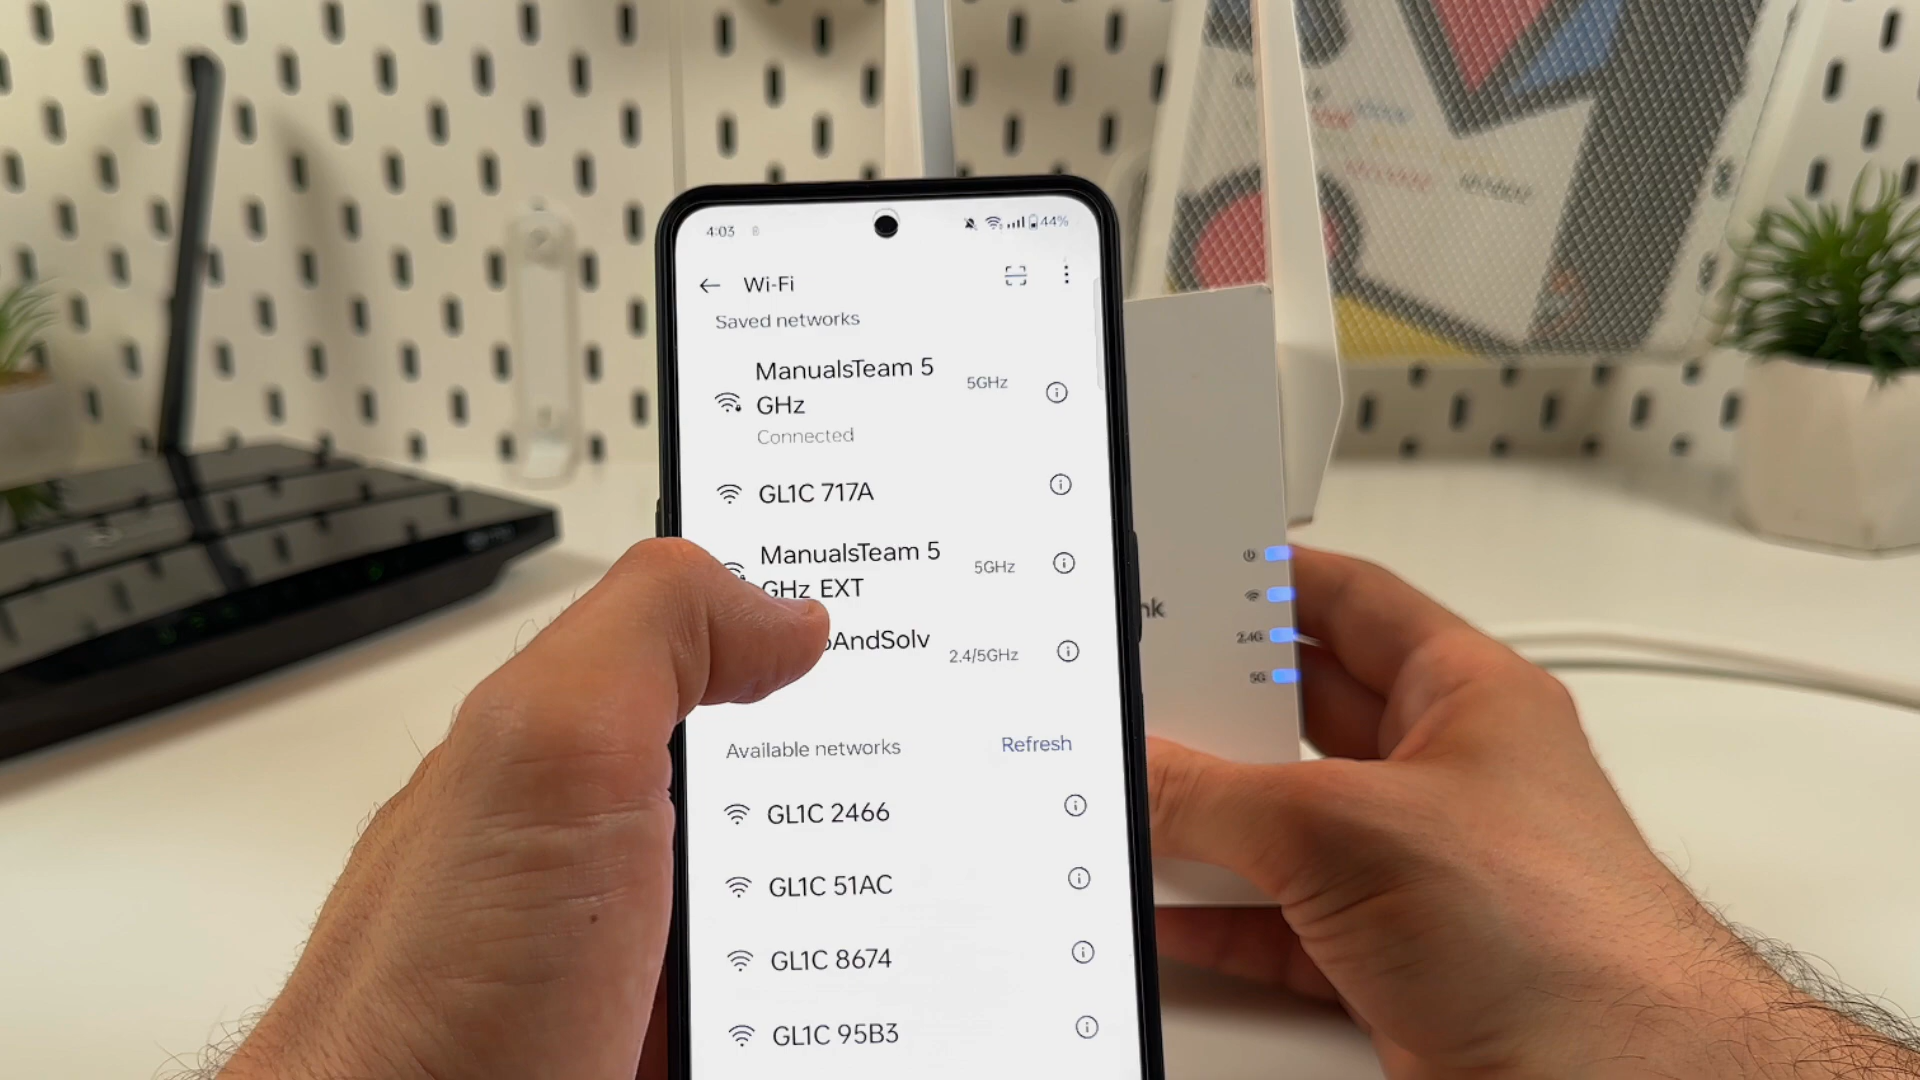 4:03
44%
Wi-Fi
Saved networks
ManualsTeam 5
GHz
5GHz
Connected
GL1C 717A
ManualsTeam 5
GHz EXT
5GHz
AndSolv
2.4/5GHz
Available networks
Refresh
GL1C 2466
GL1C 51AC
GL1C 8674
GL1C 95B3
nk
2.4G
5G